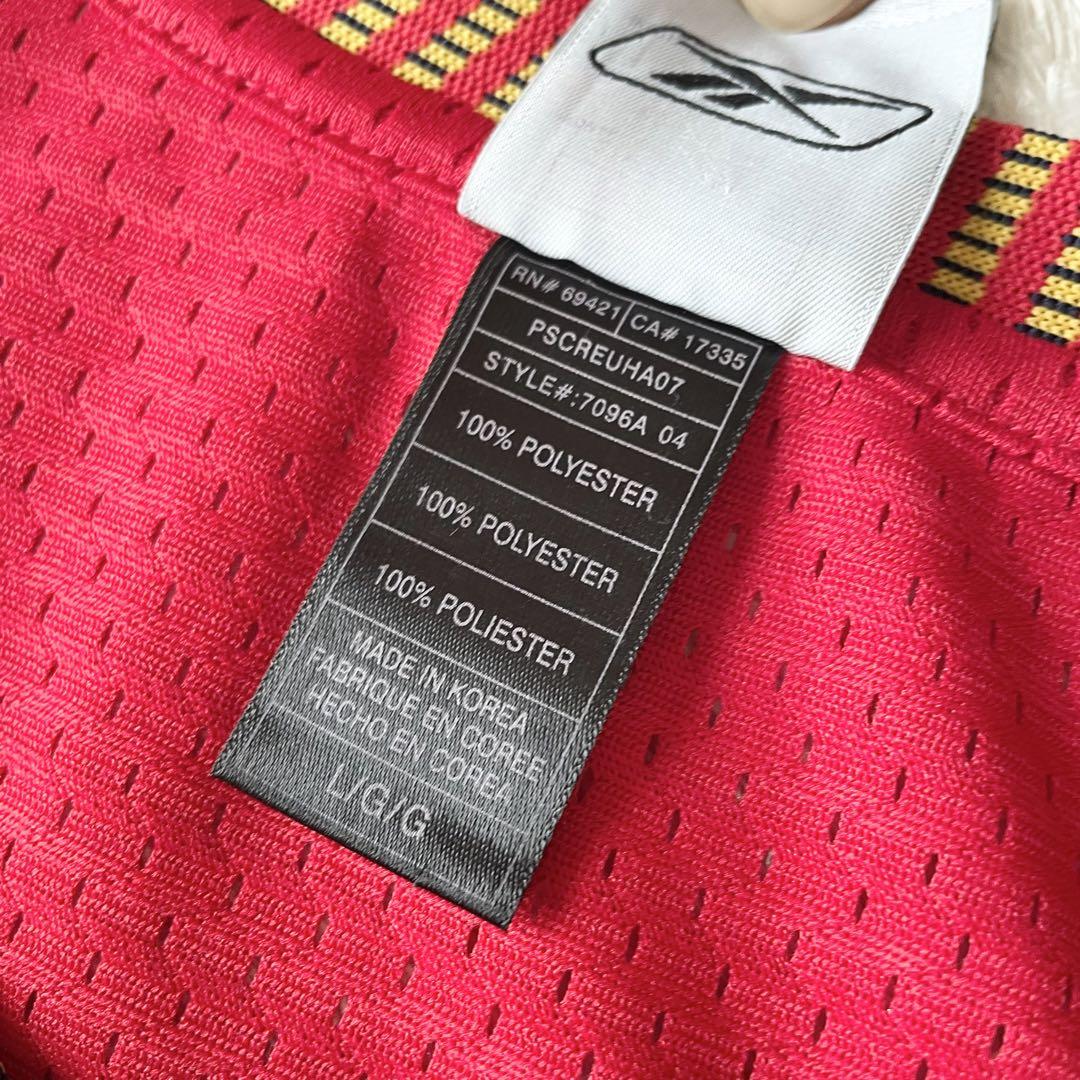 RN# 69421 CA# 17335
PSCREUHA07
STYLE#:7096A 04
100% POLYESTER
100% POLYESTER
100% POLIESTER
MADE IN KOREA
FABRIQUE EN COREE
HECHO EN COREA
L/G/G